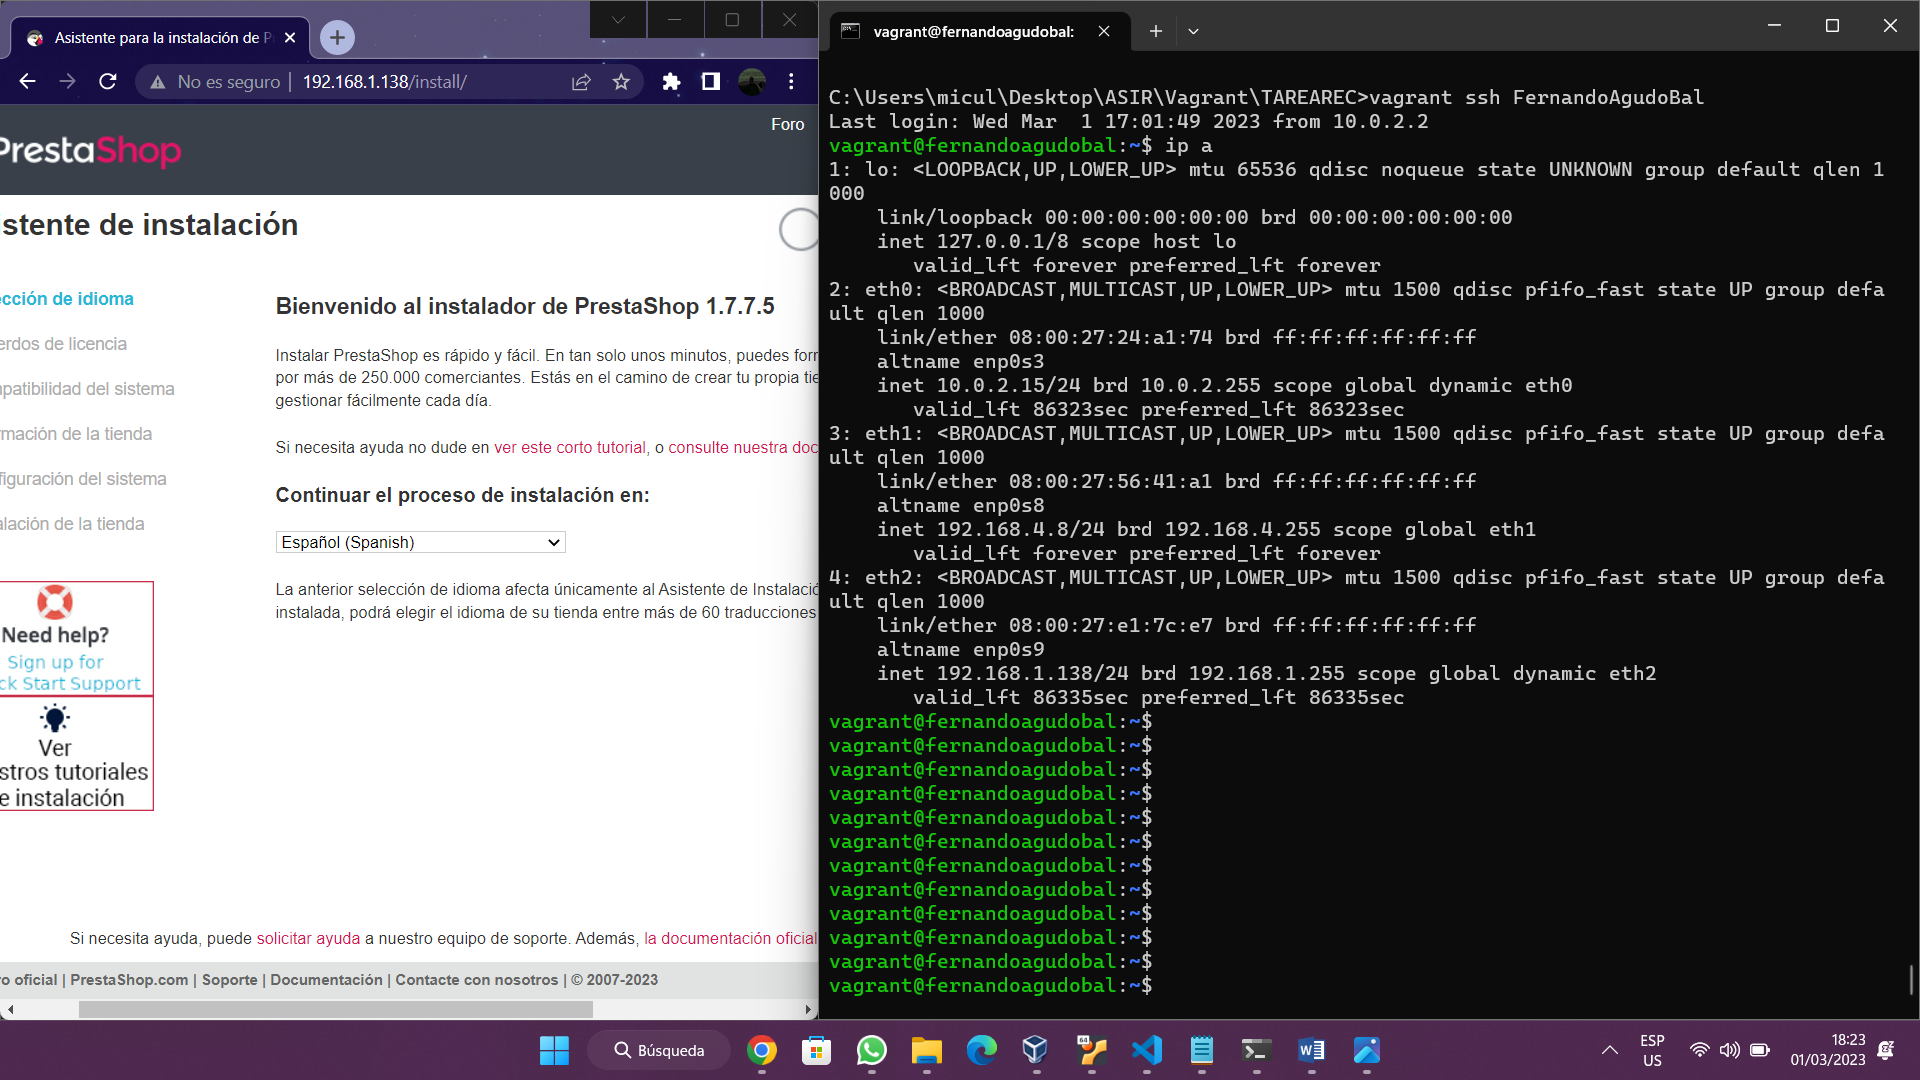 Asistente para la instalación de P
No es seguro | 192.168.1.138/install/
Foro
PrestaShop
istente de instalación
cción de idioma
erdos de licencia
mpatibilidad del sistema
rmación de la tienda
figuración del sistema
alación de la tienda
Need help?
Sign up for
ck Start Support
Ver
stros tutoriales
e instalación
Bienvenido al instalador de PrestaShop 1.7.7.5
Instalar PrestaShop es rápido y fácil. En tan solo unos minutos, puedes forr
por más de 250.000 comerciantes. Estás en el camino de crear tu propia tie
gestionar fácilmente cada día.
Si necesita ayuda no dude en ver este corto tutorial, o consulte nuestra doc
Continuar el proceso de instalación en:
Español (Spanish)
La anterior selección de idioma afecta únicamente al Asistente de Instalació
instalada, podrá elegir el idioma de su tienda entre más de 60 traducciones
Si necesita ayuda, puede solicitar ayuda a nuestro equipo de soporte. Además, la documentación oficial
o oficial | PrestaShop.com | Soporte | Documentación | Contacte con nosotros | © 2007-2023
vagrant@fernandoagudobal:
C:\Users\micul\Desktop\ASIR\Vagrant\TAREAREC>vagrant ssh FernandoAgudoBal
Last login: Wed Mar  1 17:01:49 2023 from 10.0.2.2
vagrant@fernandoagudobal:~$ ip a
1: lo: <LOOPBACK,UP,LOWER_UP> mtu 65536 qdisc noqueue state UNKNOWN group default qlen 1
000
link/loopback 00:00:00:00:00:00 brd 00:00:00:00:00:00
inet 127.0.0.1/8 scope host lo
valid_lft forever preferred_lft forever
2: eth0: <BROADCAST,MULTICAST,UP,LOWER_UP> mtu 1500 qdisc pfifo_fast state UP group defa
ult qlen 1000
link/ether 08:00:27:24:a1:74 brd ff:ff:ff:ff:ff:ff
altname enp0s3
inet 10.0.2.15/24 brd 10.0.2.255 scope global dynamic eth0
valid_lft 86323sec preferred_lft 86323sec
3: eth1: <BROADCAST,MULTICAST,UP,LOWER_UP> mtu 1500 qdisc pfifo_fast state UP group defa
ult qlen 1000
link/ether 08:00:27:56:41:a1 brd ff:ff:ff:ff:ff:ff
altname enp0s8
inet 192.168.4.8/24 brd 192.168.4.255 scope global eth1
valid_lft forever preferred_lft forever
4: eth2: <BROADCAST,MULTICAST,UP,LOWER_UP> mtu 1500 qdisc pfifo_fast state UP group defa
ult qlen 1000
link/ether 08:00:27:e1:7c:e7 brd ff:ff:ff:ff:ff:ff
altname enp0s9
inet 192.168.1.138/24 brd 192.168.1.255 scope global dynamic eth2
valid_lft 86335sec preferred_lft 86335sec
vagrant@fernandoagudobal:~$
vagrant@fernandoagudobal:~$
vagrant@fernandoagudobal:~$
vagrant@fernandoagudobal:~$
vagrant@fernandoagudobal:~$
vagrant@fernandoagudobal:~$
vagrant@fernandoagudobal:~$
vagrant@fernandoagudobal:~$
vagrant@fernandoagudobal:~$
vagrant@fernandoagudobal:~$
vagrant@fernandoagudobal:~$
vagrant@fernandoagudobal:~$
Búsqueda
64
W
ESP
US
18:23
01/03/2023